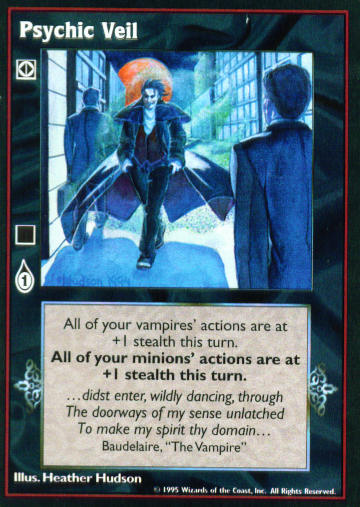 Psychic Veil
1
All of your vampires' actions are at
+1 stealth this turn.
All of your minions' actions are at
+1 stealth this turn.
...didst enter, wildly dancing, through
The doorways of my sense unlatched
To make my spirit thy domain...
Baudelaire, "The Vampire"
Illus. Heather Hudson
© 1995 Wizards of the Coast, Inc. All Rights Reserved.